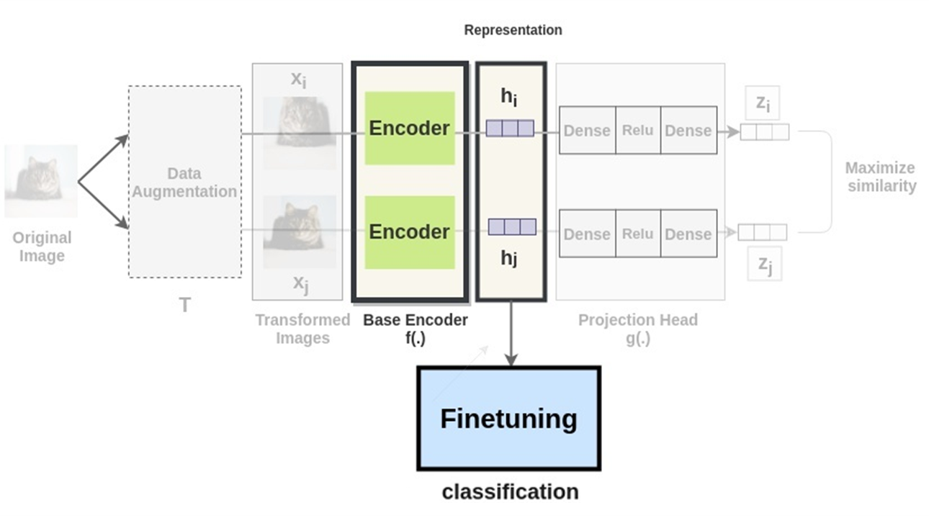 Representation
x_i
h_i
z_i
Encoder
Dense
Relu
Dense
Data
Augmentation
Maximize
similarity
Encoder
Dense
Relu
Dense
Original
Image
x_j
h_j
z_j
T
Transformed
Images
Base Encoder
f(.)
Projection Head
g(.)
Finetuning
classification